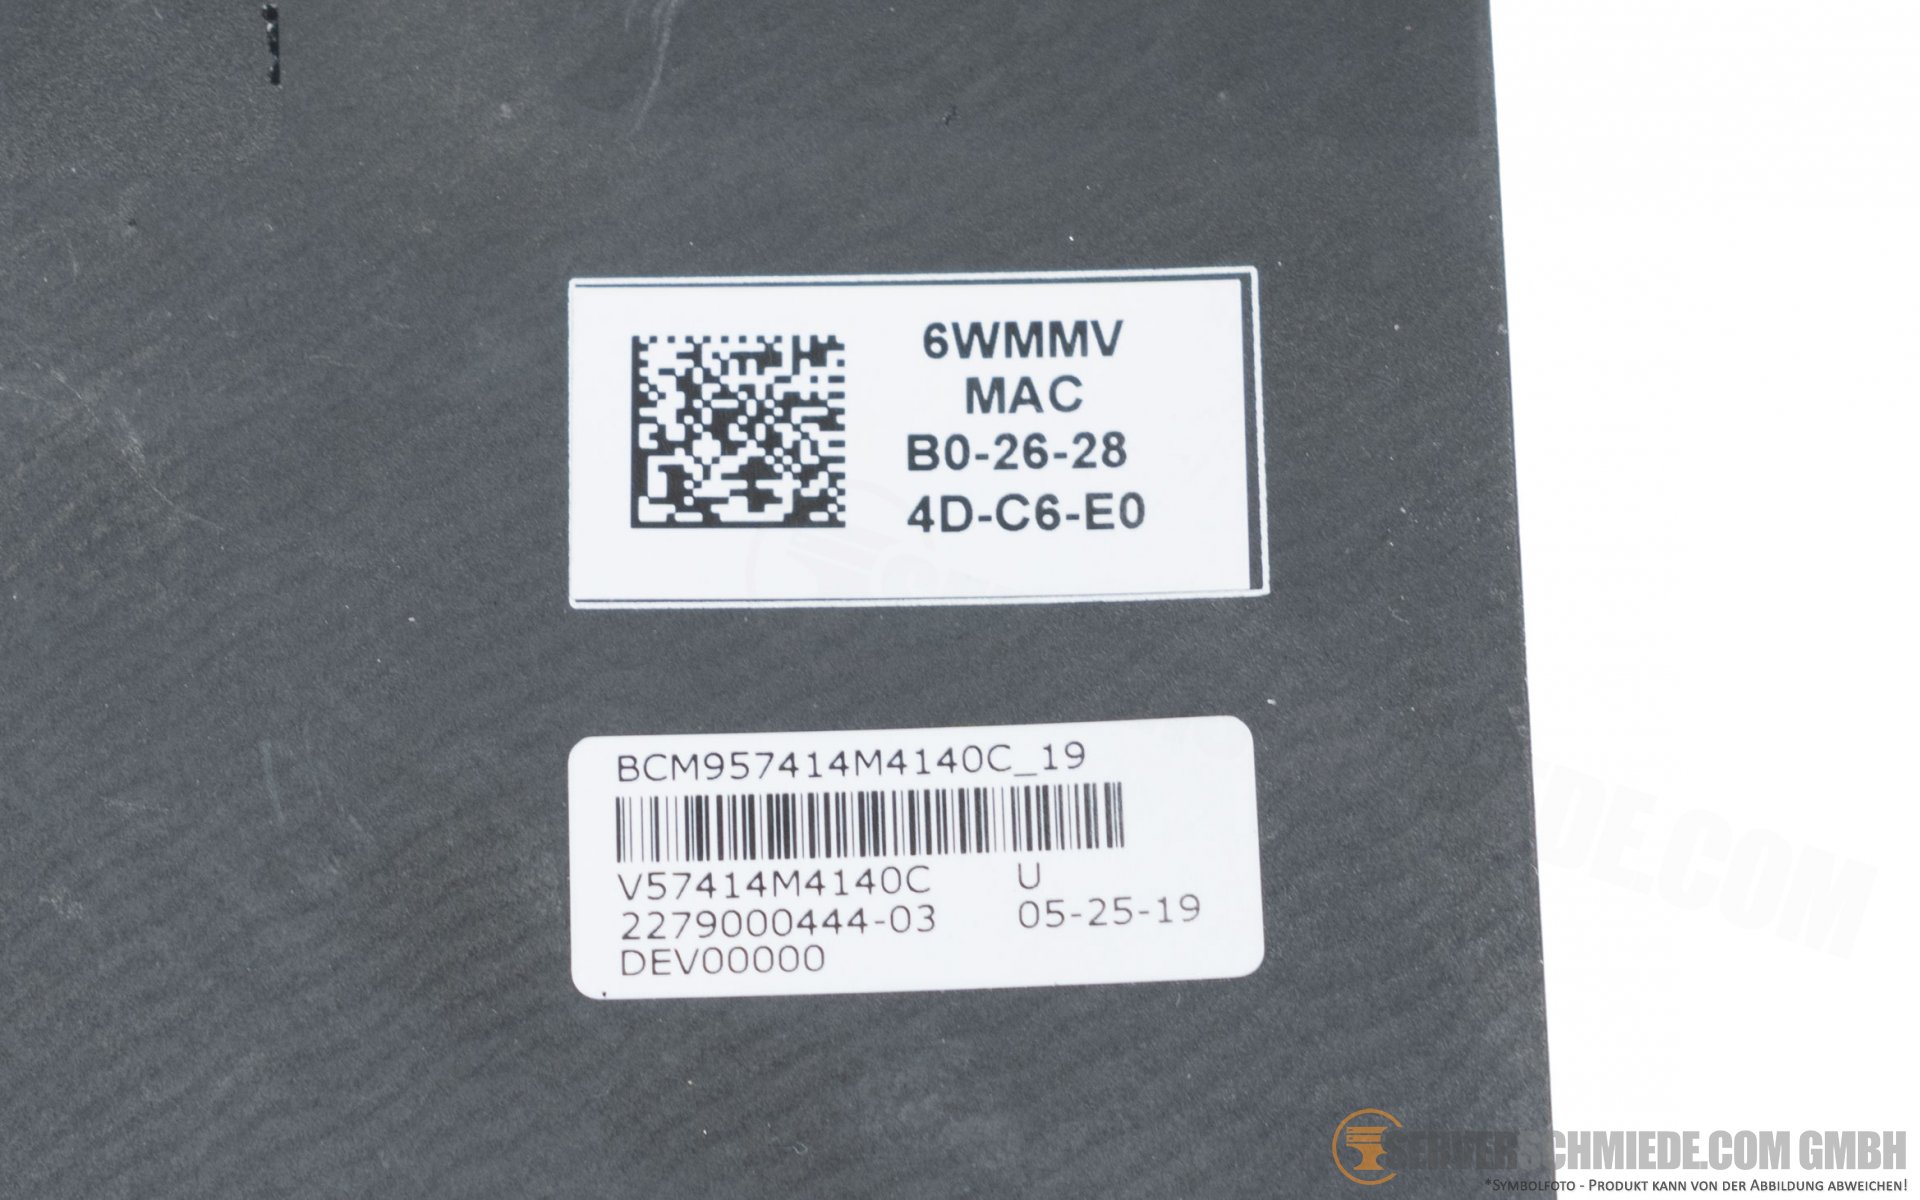 6WMMV
MAC
B0-26-28
4D-C6-E0
BCM957414M4140C_19
V57414M4140C U
2279000444-03 05-25-19
DEV00000
SERVERSCHMIEDE.COM GMBH
*Symbolfoto - Produkt kann von der Abbildung abweichen!